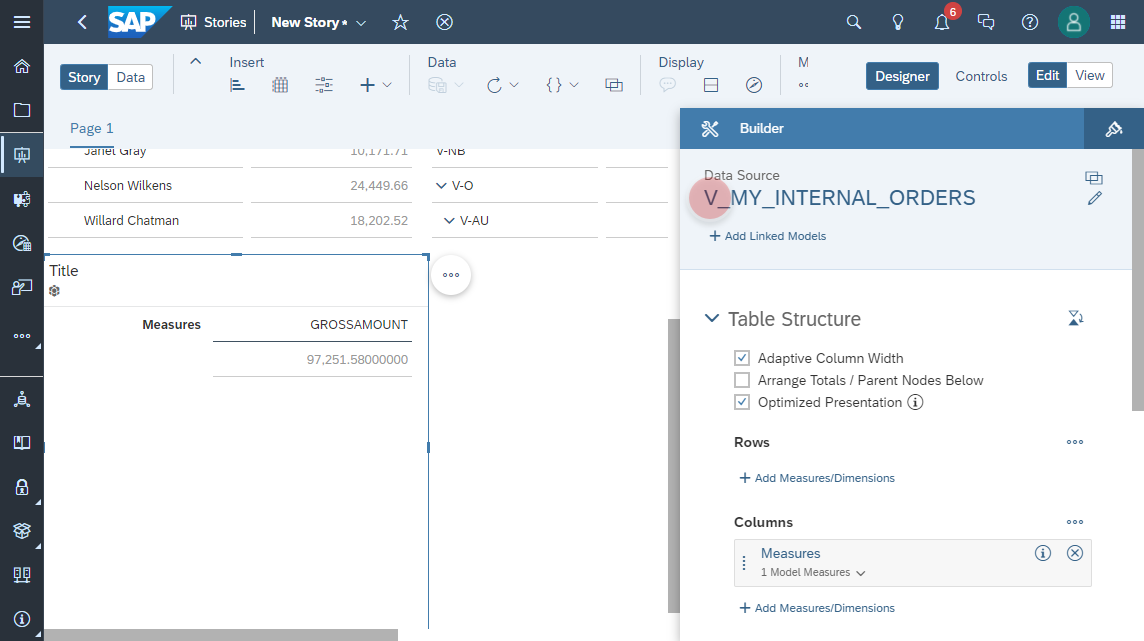 SAP Stories New Story * 6
Story Data Insert Data Display M Designer Controls Edit View
Page 1
Builder
Janet Gray 10,171.71 V-NB
Nelson Wilkens 24,449.66 V-O
Willard Chatman 18,202.52 V-AU
Title
Measures GROSSAMOUNT
97,251.58000000
Data Source
V_MY_INTERNAL_ORDERS
Add Linked Models
Table Structure
Adaptive Column Width
Arrange Totals / Parent Nodes Below
Optimized Presentation
Rows
Add Measures/Dimensions
Columns
Measures
1 Model Measures
Add Measures/Dimensions